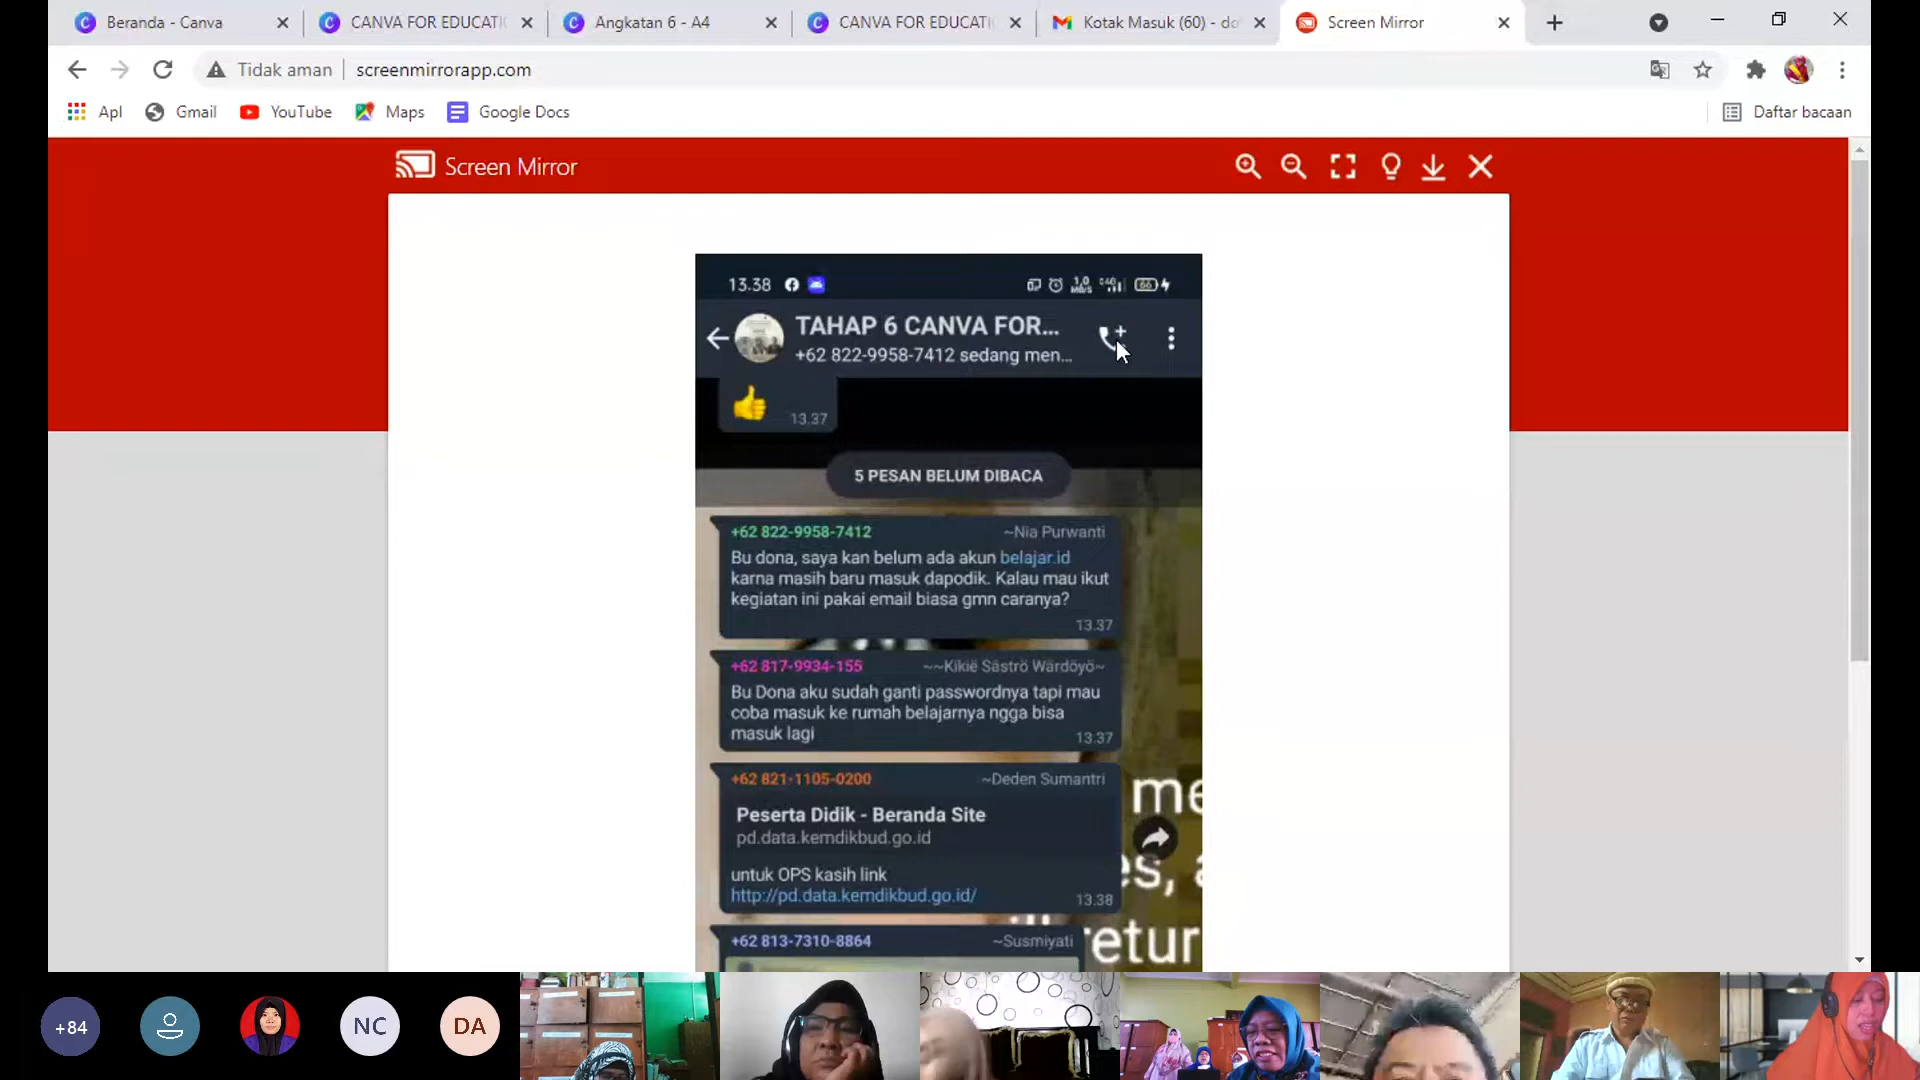 Beranda - Canva
CANVA FOR EDUCATI
Angkatan 6 - A4
CANVA FOR EDUCATI
Kotak Masuk (60) - do
Screen Mirror
Tidak aman
screenmirrorapp.com
Apl
Gmail
YouTube
Maps
Google Docs
Daftar bacaan
Screen Mirror
13.38
TAHAP 6 CANVA FOR...
+62 822-9958-7412 sedang men...
13.37
5 PESAN BELUM DIBACA
+62 822-9958-7412 ~Nia Purwanti
Bu dona, saya kan belum ada akun belajar.id
karna masih baru masuk dapodik. Kalau mau ikut
kegiatan ini pakai email biasa gmn caranya?
13.37
+62 817-9934-155 ~~Kikië Sàströ Wàrdöyö~
Bu Dona aku sudah ganti passwordnya tapi mau
coba masuk ke rumah belajarnya ngga bisa
masuk lagi
13.37
+62 821-1105-0200 ~Deden Sumantri
Peserta Didik - Beranda Site
pd.data.kemdikbud.go.id
untuk OPS kasih link
http://pd.data.kemdikbud.go.id/
13.38
+62 813-7310-8864 ~Susmiyati
me
es, a
retur
+84
NC
DA